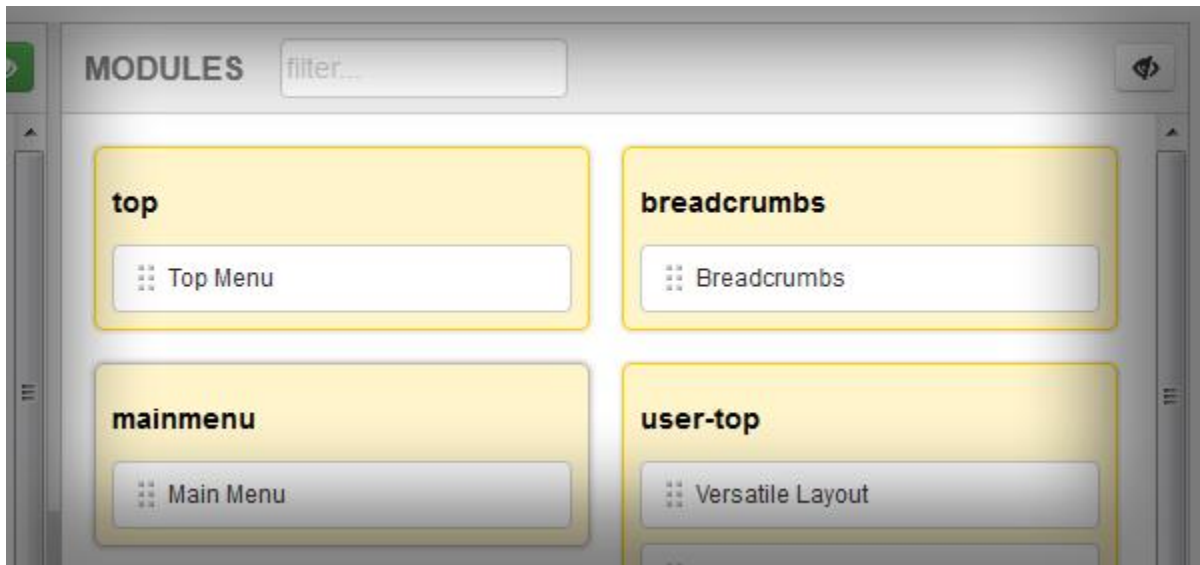 MODULES filter...
top
Top Menu
breadcrumbs
Breadcrumbs
mainmenu
Main Menu
user-top
Versatile Layout